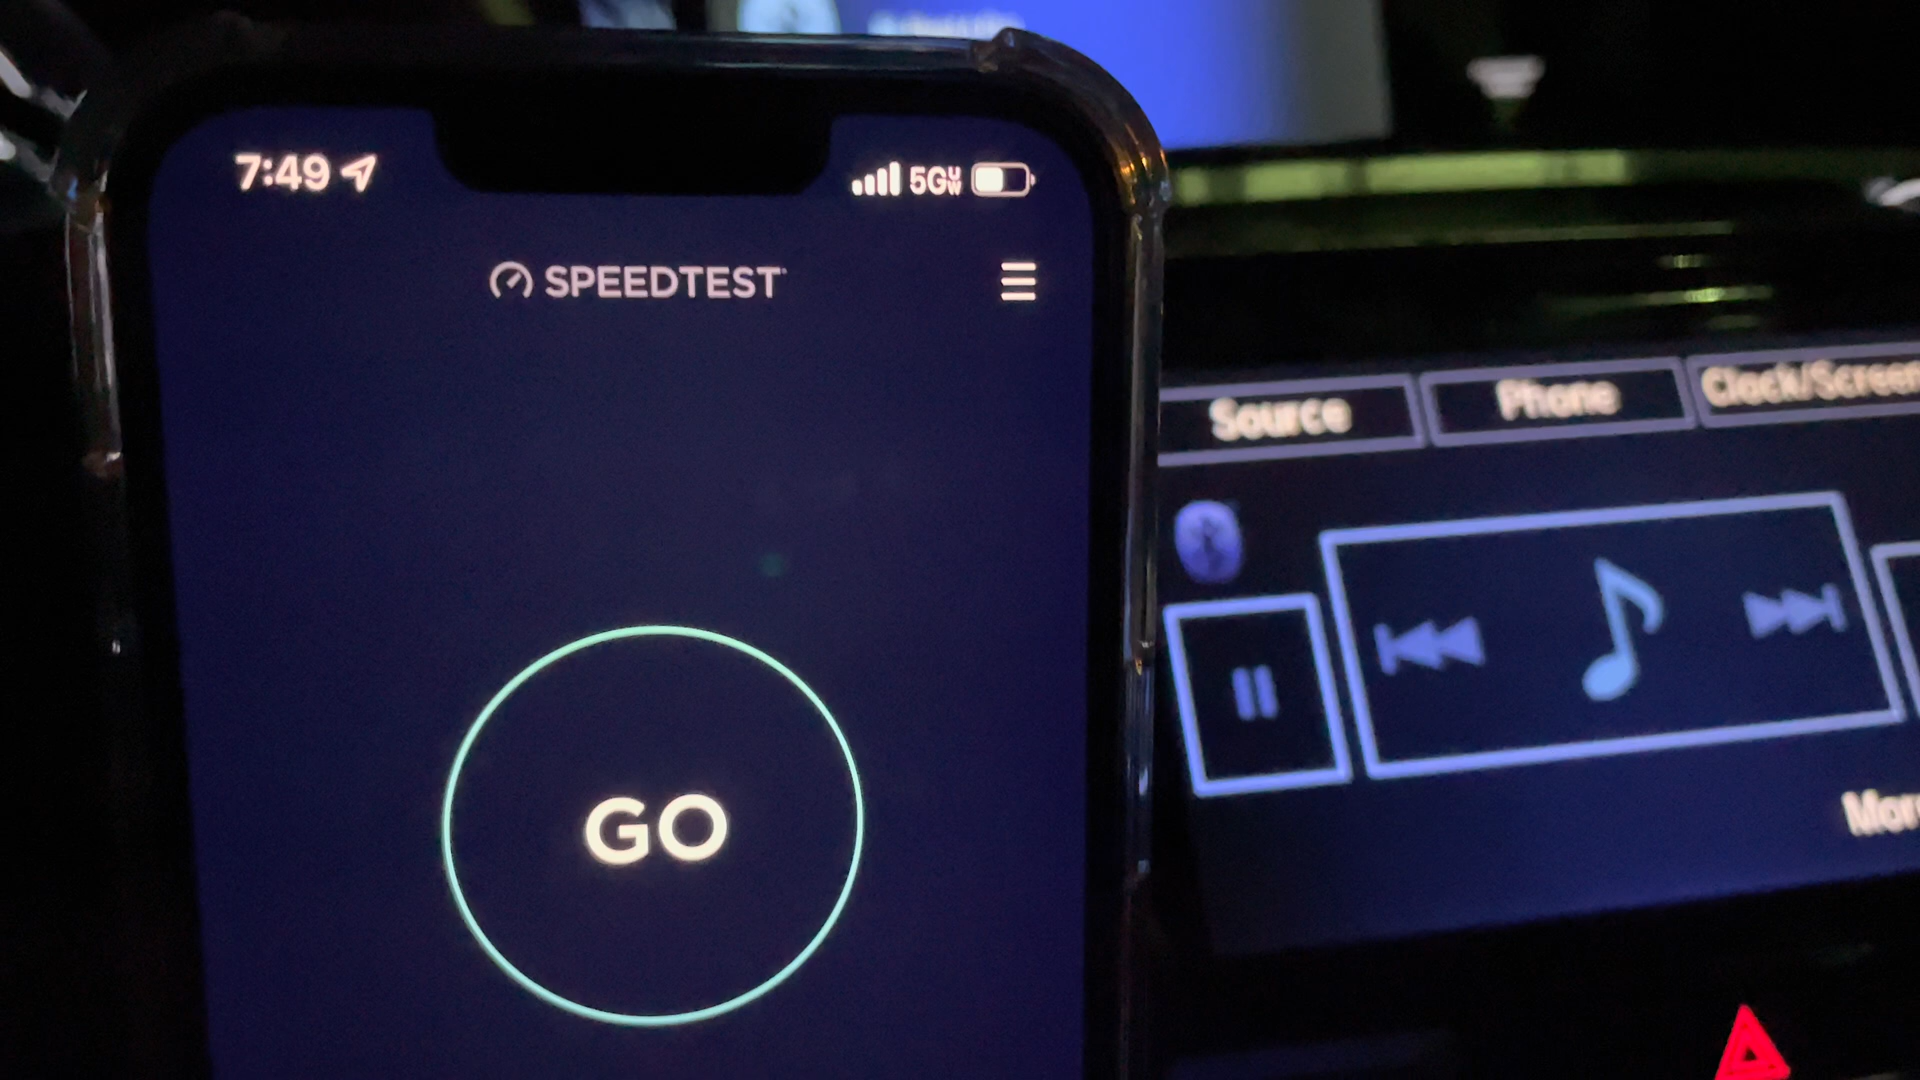 7:49
5G UW
SPEEDTEST
GO
Source
Phone
Clock/Screen